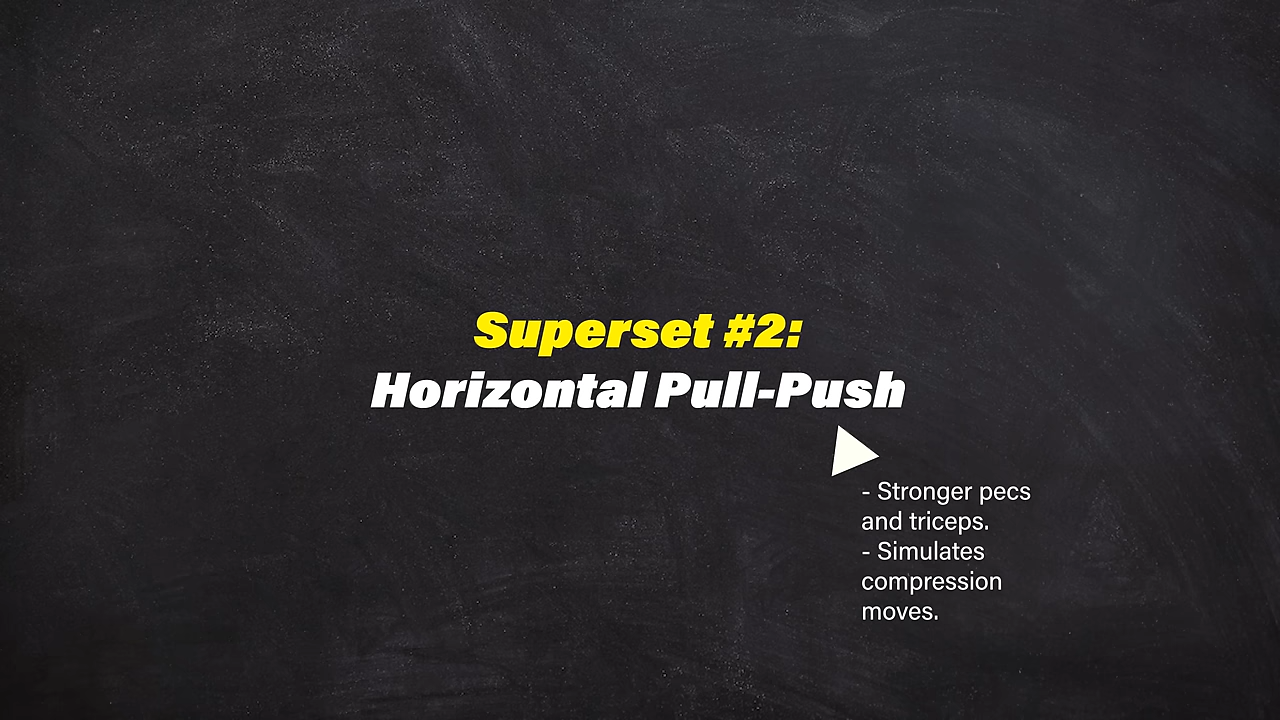 Superset #2:
Horizontal Pull-Push
- Stronger pecs
and triceps.
- Simulates
compression
moves.